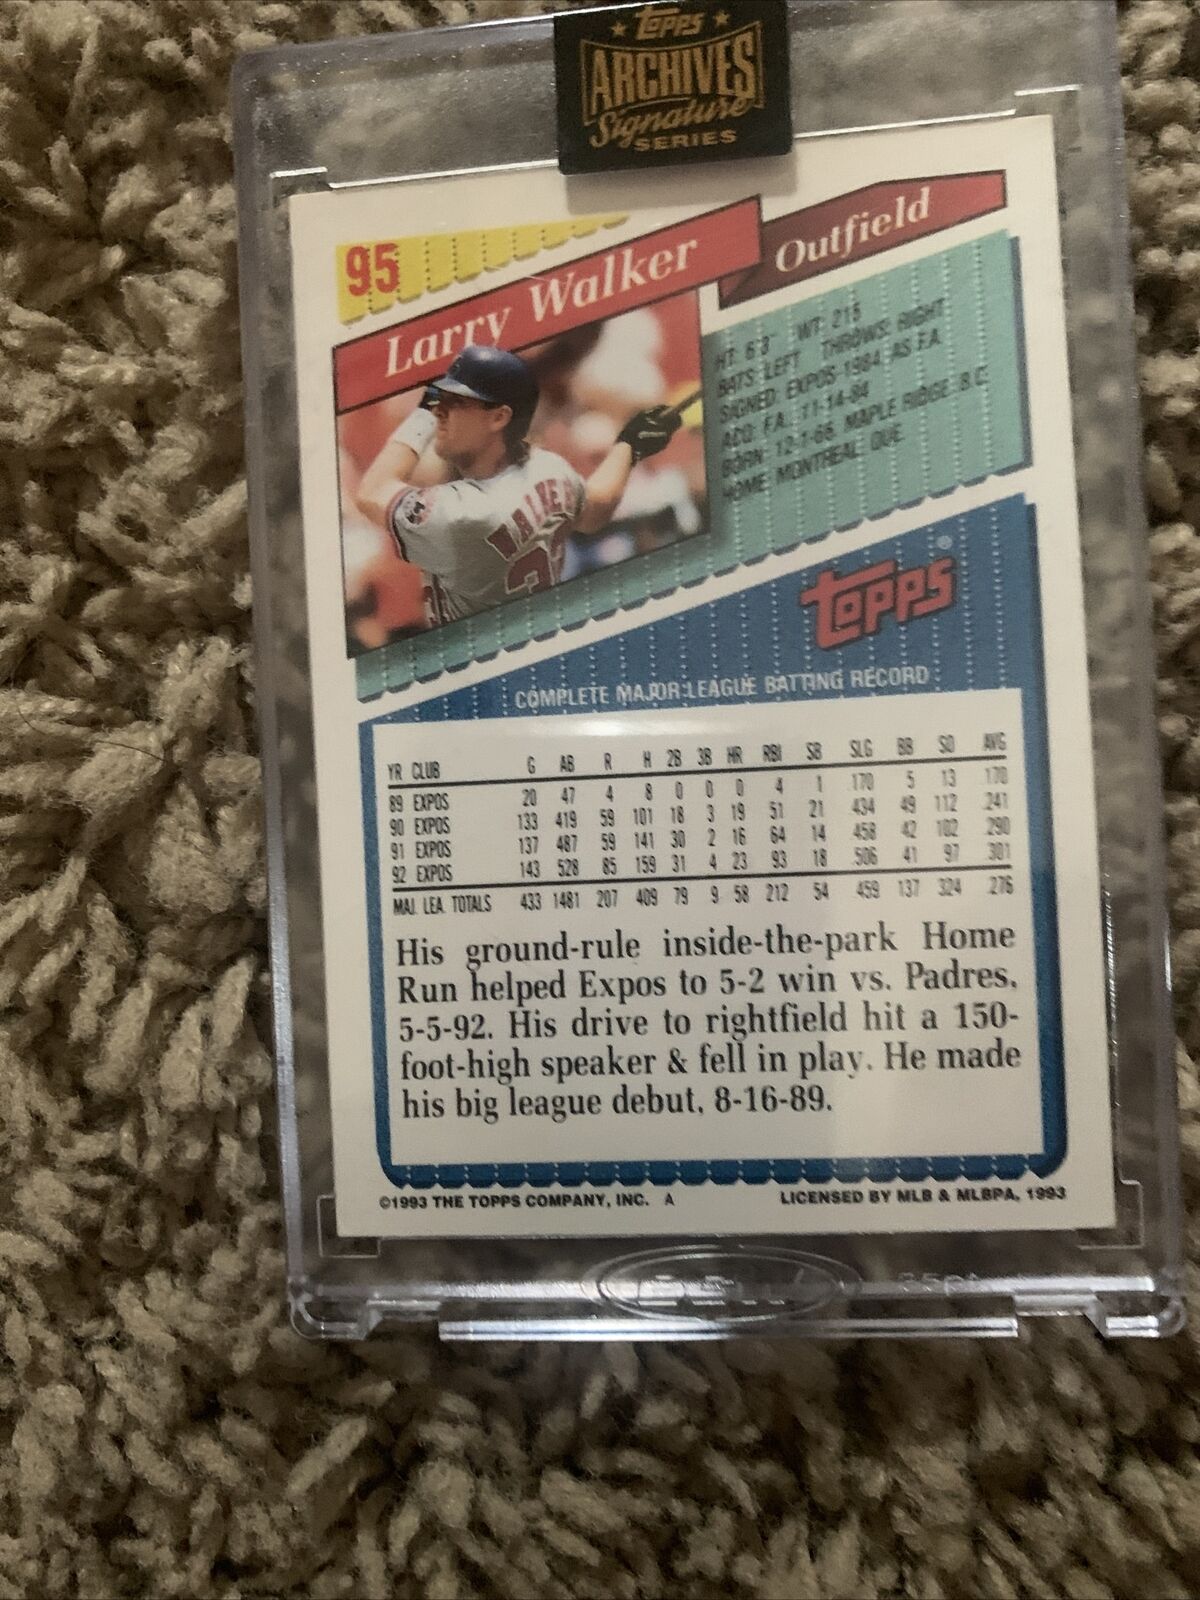 Topps
ARCHIVES
Signature
SERIES
95
Larry Walker
Outfield
HT: 6'3" WT: 215
BATS: LEFT THROWS: RIGHT
SIGNED: EXPOS-1984, AS F.A.
ACQ: F.A., 11-14-84
BORN: 12-1-66, MAPLE RIDGE, B.C.
HOME: MONTREAL, QUE.
WALKER
33
Topps®
COMPLETE MAJOR LEAGUE BATTING RECORD
YR CLUB G AB R H 2B 3B HR RBI SB SLG BB SO AVG
89 EXPOS 20 47 4 8 0 0 0 4 1 .170 5 13 .170
90 EXPOS 133 419 59 101 18 3 19 51 21 .434 49 112 .241
91 EXPOS 137 487 59 141 30 2 16 64 14 .458 42 102 .290
92 EXPOS 143 528 85 159 31 4 23 93 18 .506 41 97 .301
MAJ. LEA. TOTALS 433 1481 207 409 79 9 58 212 54 .459 137 324 .276
His ground-rule inside-the-park Home
Run helped Expos to 5-2 win vs. Padres,
5-5-92. His drive to rightfield hit a 150-
foot-high speaker & fell in play. He made
his big league debut, 8-16-89.
©1993 THE TOPPS COMPANY, INC. A
LICENSED BY MLB & MLBPA, 1993